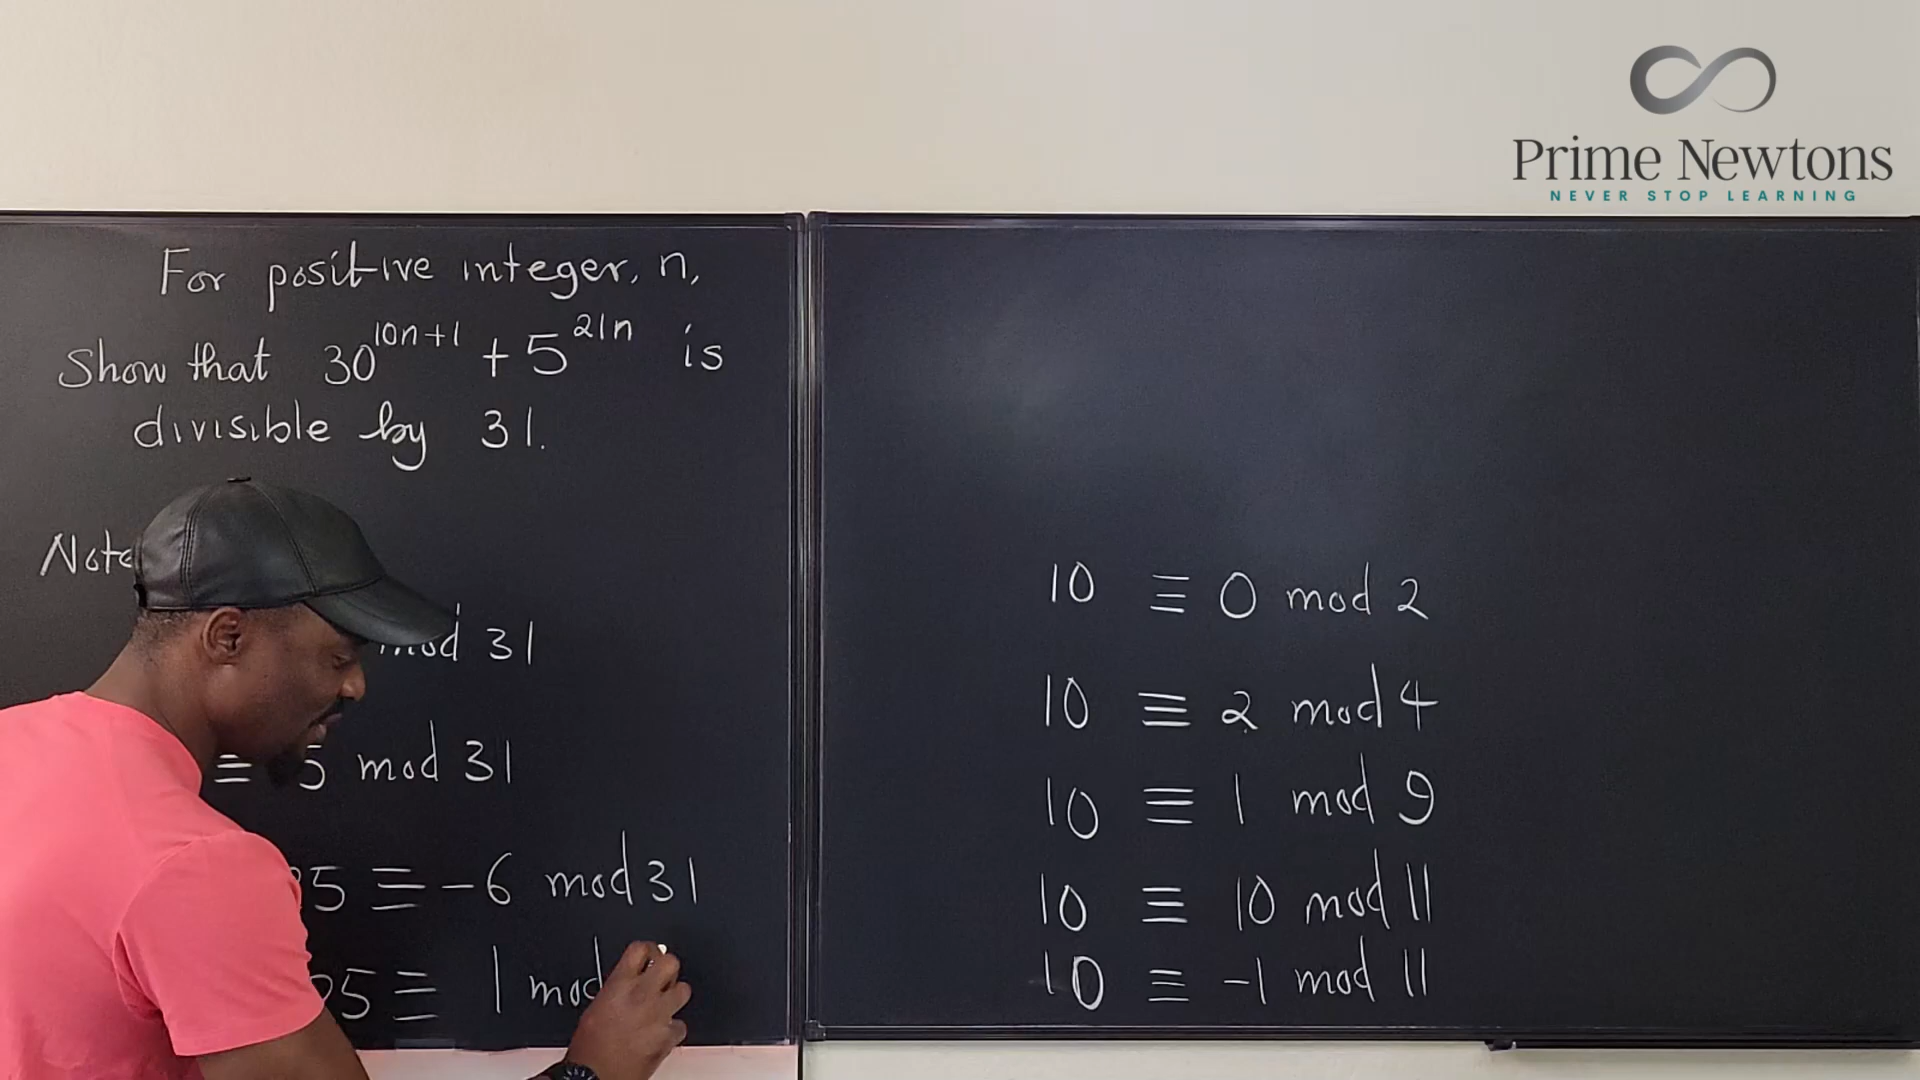 Prime Newtons
NEVER STOP LEARNING
For positive integer, n,
Show that 30^{10n+1} + 5^{21n} is
divisible by 31.
Note
mod 31
≡ 5 mod 31
25 ≡ -6 mod 31
≡ 1 mod
10 ≡ 0 mod 2
10 ≡ 2 mod 4
10 ≡ 1 mod 9
10 ≡ 10 mod 11
10 ≡ -1 mod 11